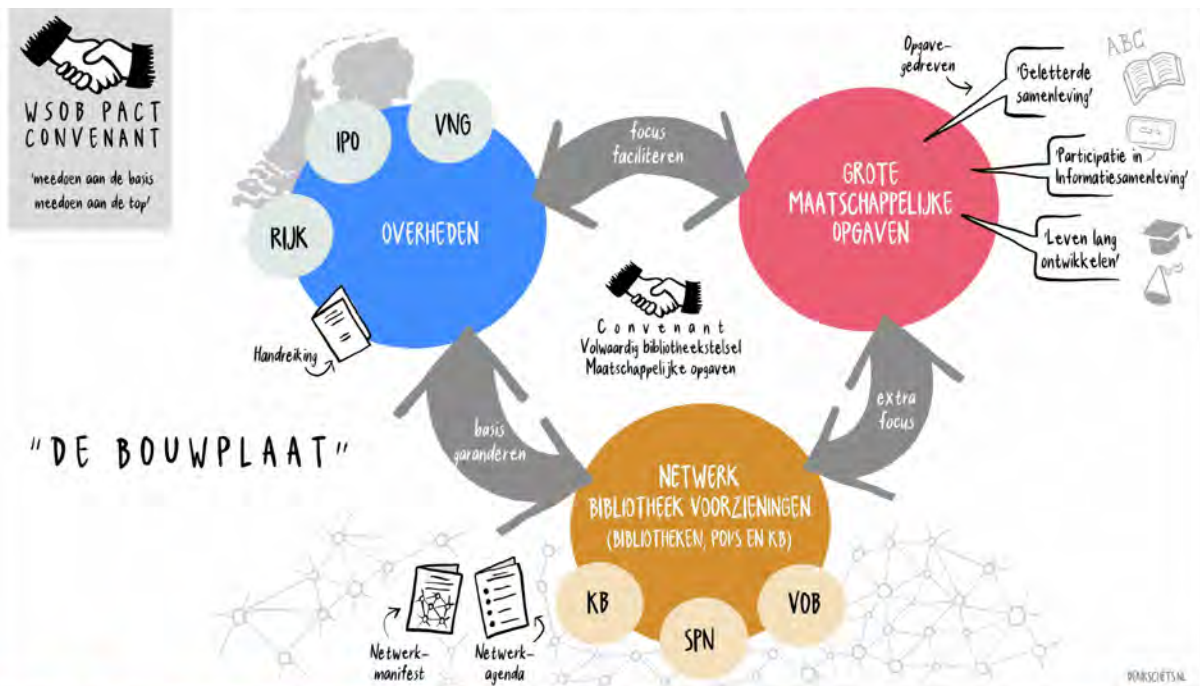 WSOB PACT
CONVENANT
'meedoen aan de basis
meedoen aan de top'
IPO
VNG
RIJK
OVERHEDEN
Handreiking
focus
faciliteren
Opgave-
gedreven
GROTE
MAATSCHAPPELIJKE
OPGAVEN
ABC
'Geletterde
samenleving'
'Participatie in
Informatiesamenleving'
'Leven lang
ontwikkelen'
Convenant
Volwaardig bibliotheekstelsel
Maatschappelijke opgaven
basis
garanderen
extra
focus
"DE BOUWPLAAT"
NETWERK
BIBLIOTHEEK VOORZIENINGEN
(BIBLIOTHEKEN, POI'S EN KB)
KB
SPN
VOB
Netwerk-
manifest
Netwerk-
agenda
DENKSCHETS.NL